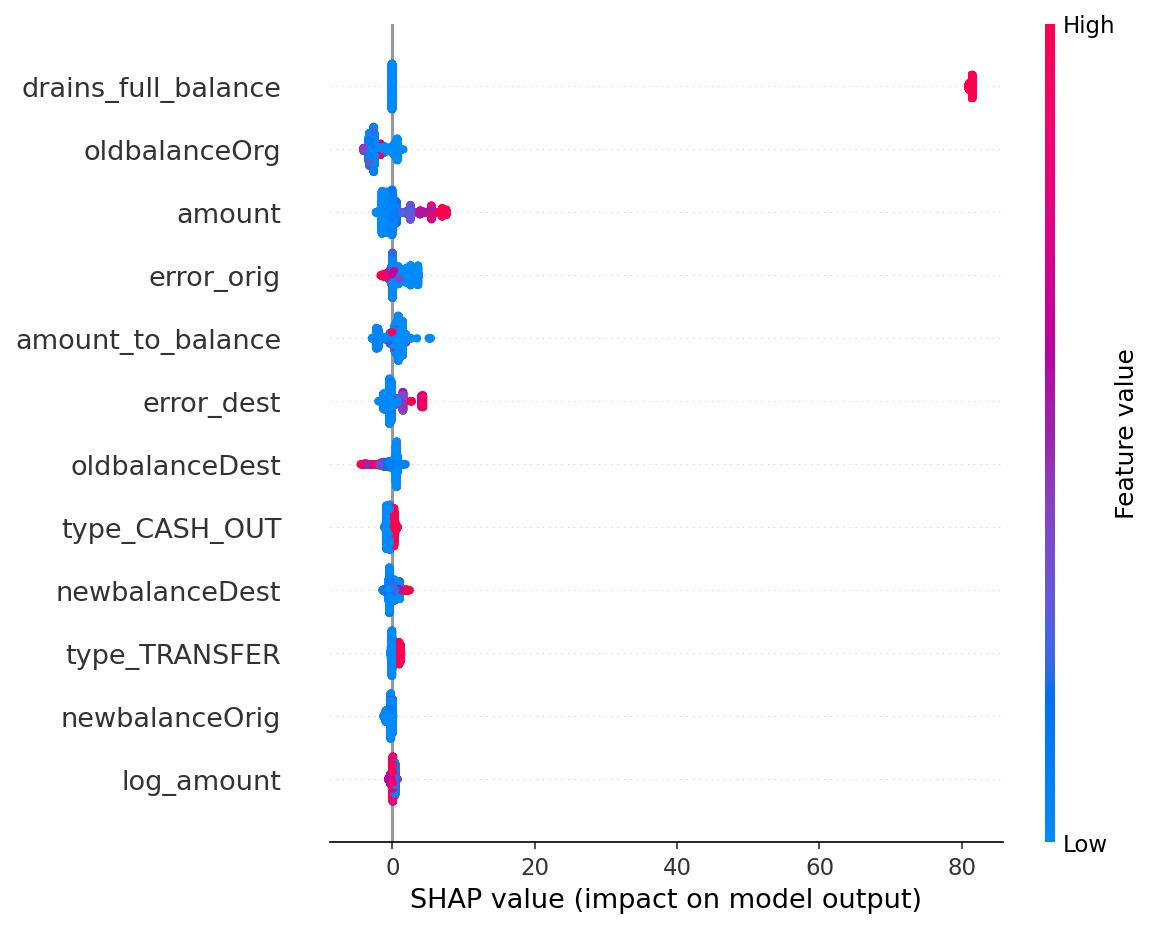 High
drains_full_balance
oldbalanceOrg
amount
error_orig
amount_to_balance
error_dest
oldbalanceDest
type_CASH_OUT
newbalanceDest
type_TRANSFER
newbalanceOrig
log_amount
Feature value
Low
0 20 40 60 80
SHAP value (impact on model output)